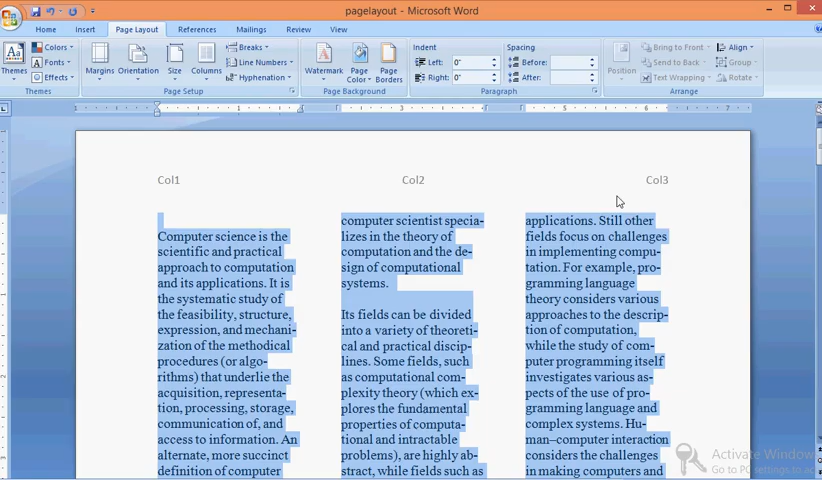 pagelayout - Microsoft Word
Home Insert Page Layout References Mailings Review View
Themes
Colors
Fonts
Effects
Themes
Margins Orientation Size Columns
Breaks
Line Numbers
Hyphenation
Page Setup
Watermark Page Color Page Borders
Page Background
Indent
Left: 0"
Right: 0"
Spacing
Before:
After:
Paragraph
Position
Bring to Front
Send to Back
Text Wrapping
Align
Group
Rotate
Arrange
1 3 5 6 7
Col1 Col2 Col3
Computer science is the
scientific and practical
approach to computation
and its applications. It is
the systematic study of
the feasibility, structure,
expression, and mechani-
zation of the methodical
procedures (or algo-
rithms) that underlie the
acquisition, representa-
tion, processing, storage,
communication of, and
access to information. An
alternate, more succinct
definition of computer
computer scientist specia-
lizes in the theory of
computation and the de-
sign of computational
systems.
Its fields can be divided
into a variety of theoreti-
cal and practical discip-
lines. Some fields, such
as computational com-
plexity theory (which ex-
plores the fundamental
properties of computa-
tional and intractable
problems), are highly ab-
stract, while fields such as
applications. Still other
fields focus on challenges
in implementing compu-
tation. For example, pro-
gramming language
theory considers various
approaches to the descrip-
tion of computation,
while the study of com-
puter programming itself
investigates various as-
pects of the use of pro-
gramming language and
complex systems. Hu-
man–computer interaction
considers the challenges
in making computers and
Activate Window
Go to PC settings to ac